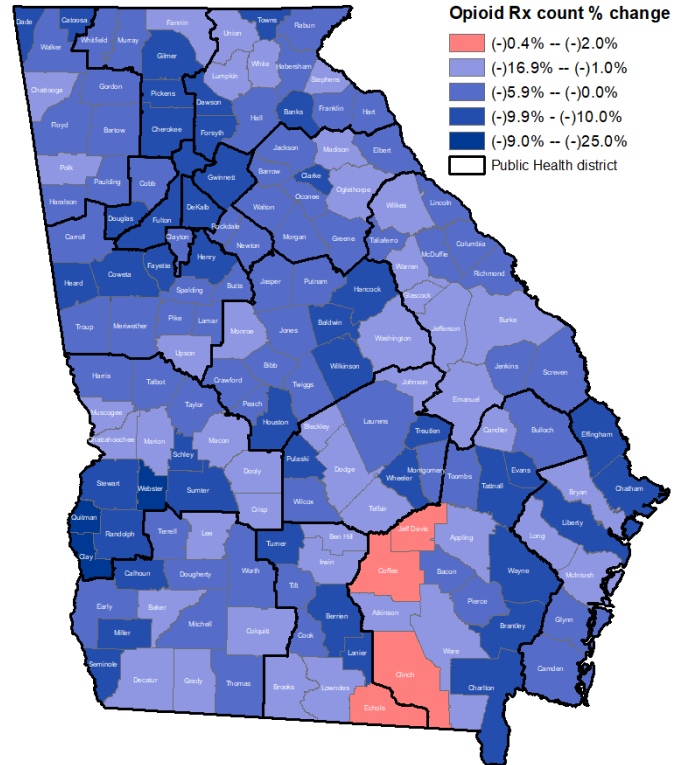 Opioid Rx count % change
(-)0.4% -- (-)2.0%
(-)16.9% -- (-)1.0%
(-)5.9% -- (-)0.0%
(-)9.9% - (-)10.0%
(-)9.0% -- (-)25.0%
Public Health district
Dade
Catoosa
Fannin
Towns
Rabun
Walker
Whitfield
Murray
Union
Gilmer
White
Habersham
Lumpkin
Stephens
Chattooga
Gordon
Pickens
Dawson
Banks
Franklin
Hart
Floyd
Bartow
Cherokee
Forsyth
Hall
Jackson
Madison
Elbert
Polk
Paulding
Cobb
Gwinnett
Barrow
Clarke
Oglethorpe
Haralson
Douglas
Fulton
DeKalb
Rockdale
Walton
Oconee
Wilkes
Lincoln
Carroll
Clayton
Newton
Morgan
Greene
Taliaferro
McDuffie
Columbia
Heard
Coweta
Fayette
Henry
Warren
Richmond
Spalding
Butts
Jasper
Putnam
Hancock
Glascock
Troup
Meriwether
Pike
Lamar
Monroe
Jones
Baldwin
Washington
Jefferson
Burke
Upson
Bibb
Wilkinson
Jenkins
Screven
Harris
Talbot
Crawford
Twiggs
Johnson
Emanuel
Muscogee
Taylor
Peach
Houston
Bleckley
Laurens
Treutlen
Candler
Bulloch
Effingham
Chattahoochee
Marion
Macon
Schley
Dooly
Pulaski
Dodge
Wheeler
Montgomery
Toombs
Tattnall
Evans
Bryan
Chatham
Stewart
Webster
Sumter
Crisp
Wilcox
Telfair
Liberty
Quitman
Randolph
Terrell
Lee
Turner
Ben Hill
Jeff Davis
Appling
Long
McIntosh
Clay
Calhoun
Dougherty
Worth
Irwin
Coffee
Bacon
Wayne
Early
Baker
Mitchell
Tift
Berrien
Atkinson
Pierce
Brantley
Glynn
Miller
Colquitt
Cook
Lanier
Ware
Seminole
Decatur
Grady
Thomas
Brooks
Lowndes
Clinch
Charlton
Camden
Echols